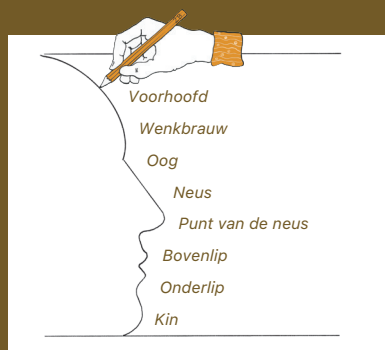 Voorhoofd
Wenkbrauw
Oog
Neus
Punt van de neus
Bovenlip
Onderlip
Kin